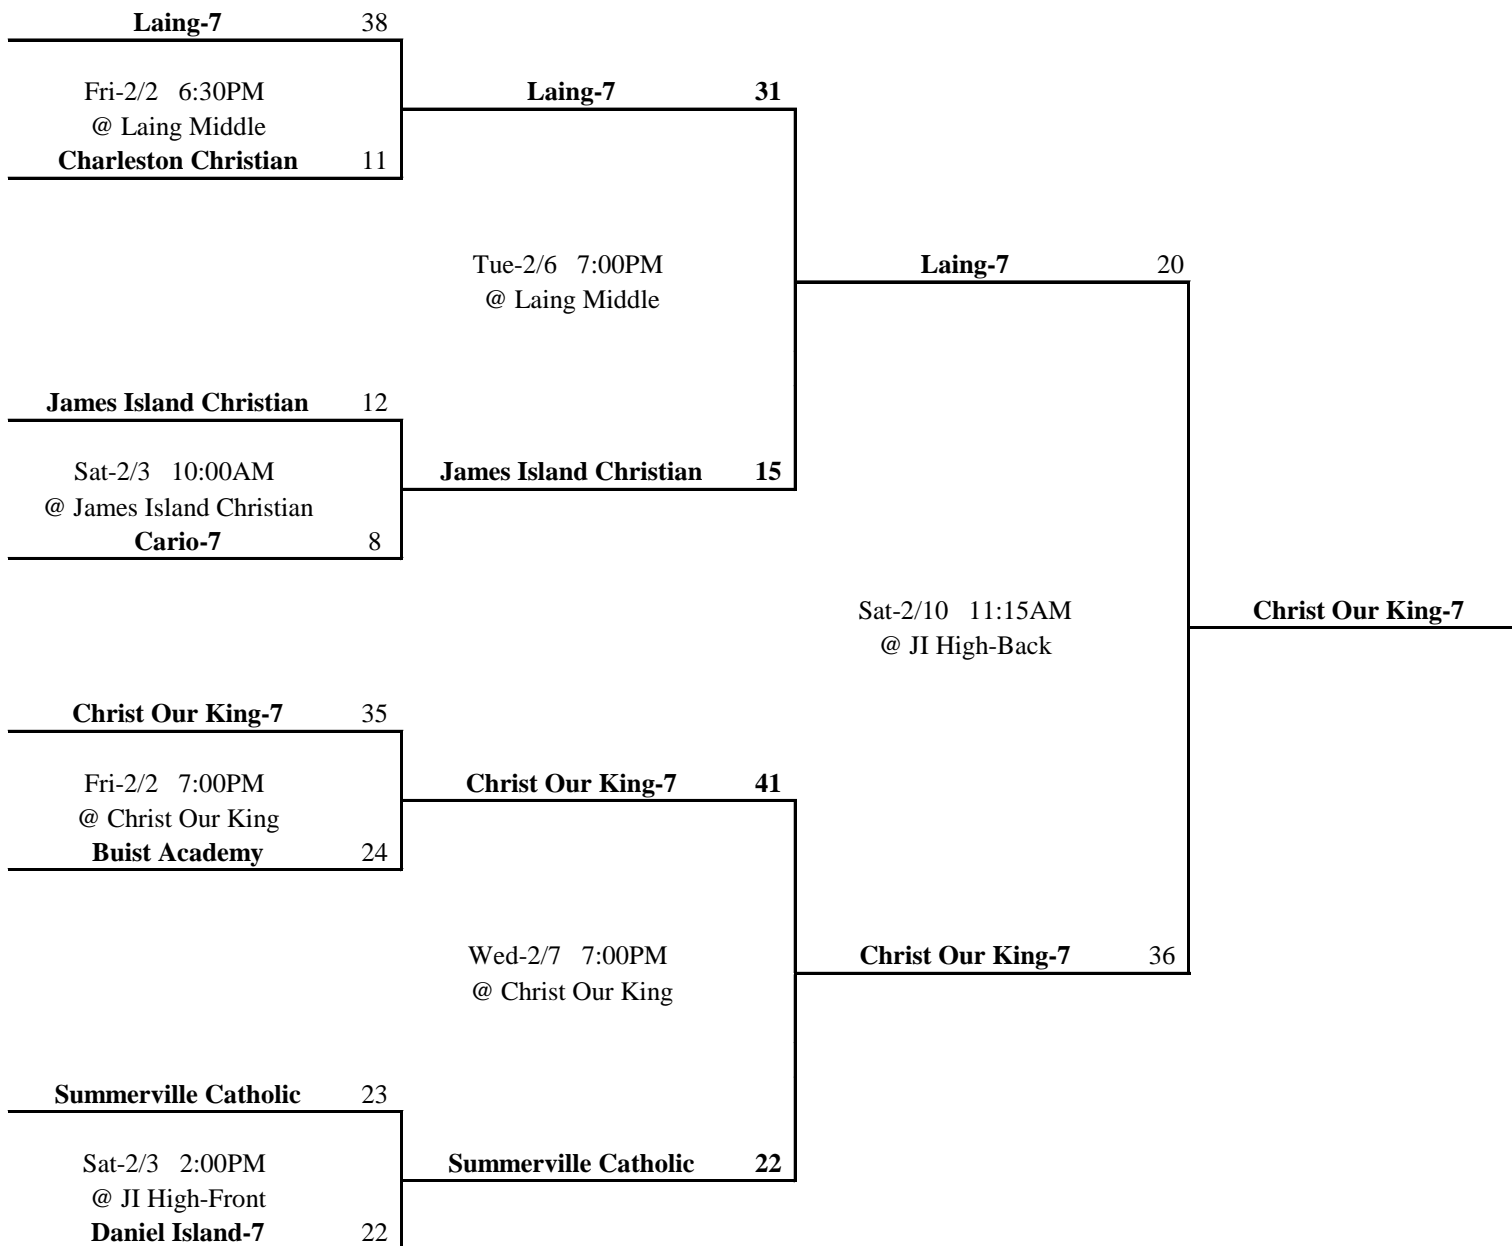 Laing-7 38
Fri-2/2 6:30PM
@ Laing Middle
Charleston Christian 11
Laing-7 31
Tue-2/6 7:00PM
@ Laing Middle
Laing-7 20
James Island Christian 12
Sat-2/3 10:00AM
@ James Island Christian
Cario-7 8
James Island Christian 15
Sat-2/10 11:15AM
@ JI High-Back
Christ Our King-7
Christ Our King-7 35
Fri-2/2 7:00PM
@ Christ Our King
Buist Academy 24
Christ Our King-7 41
Wed-2/7 7:00PM
@ Christ Our King
Christ Our King-7 36
Summerville Catholic 23
Sat-2/3 2:00PM
@ JI High-Front
Daniel Island-7 22
Summerville Catholic 22